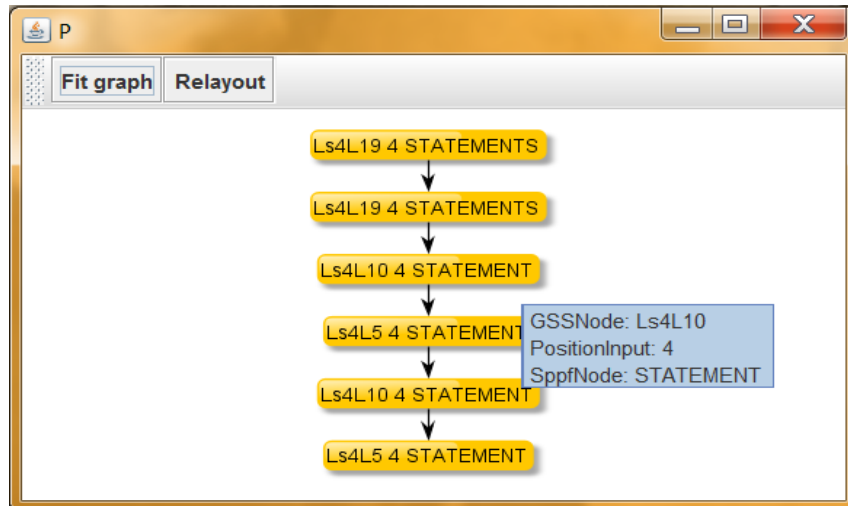 P
Fit graph Relayout
Ls4L19 4 STATEMENTS
Ls4L19 4 STATEMENTS
Ls4L10 4 STATEMENT
Ls4L5 4 STATEMENT
GSSNode: Ls4L10
PositionInput: 4
SppfNode: STATEMENT
Ls4L10 4 STATEMENT
Ls4L5 4 STATEMENT